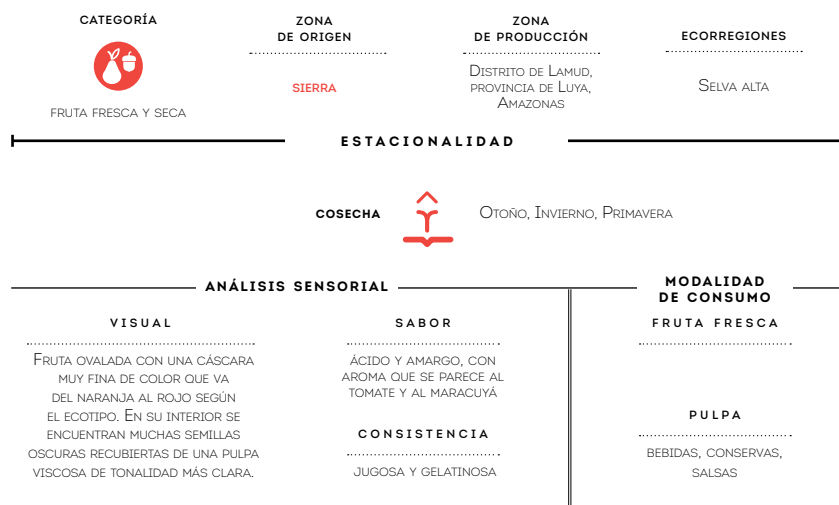 CATEGORÍA
FRUTA FRESCA Y SECA
ZONA
DE ORIGEN
SIERRA
ZONA
DE PRODUCCIÓN
DISTRITO DE LAMUD,
PROVINCIA DE LUYA,
AMAZONAS
ECORREGIONES
SELVA ALTA
ESTACIONALIDAD
COSECHA
OTOÑO, INVIERNO, PRIMAVERA
ANÁLISIS SENSORIAL
VISUAL
FRUTA OVALADA CON UNA CÁSCARA
MUY FINA DE COLOR QUE VA
DEL NARANJA AL ROJO SEGÚN
EL ECOTIPO. EN SU INTERIOR SE
ENCUENTRAN MUCHAS SEMILLAS
OSCURAS RECUBIERTAS DE UNA PULPA
VISCOSA DE TONALIDAD MÁS CLARA.
SABOR
ÁCIDO Y AMARGO, CON
AROMA QUE SE PARECE AL
TOMATE Y AL MARACUYÁ
CONSISTENCIA
JUGOSA Y GELATINOSA
MODALIDAD
DE CONSUMO
FRUTA FRESCA
PULPA
BEBIDAS, CONSERVAS,
SALSAS